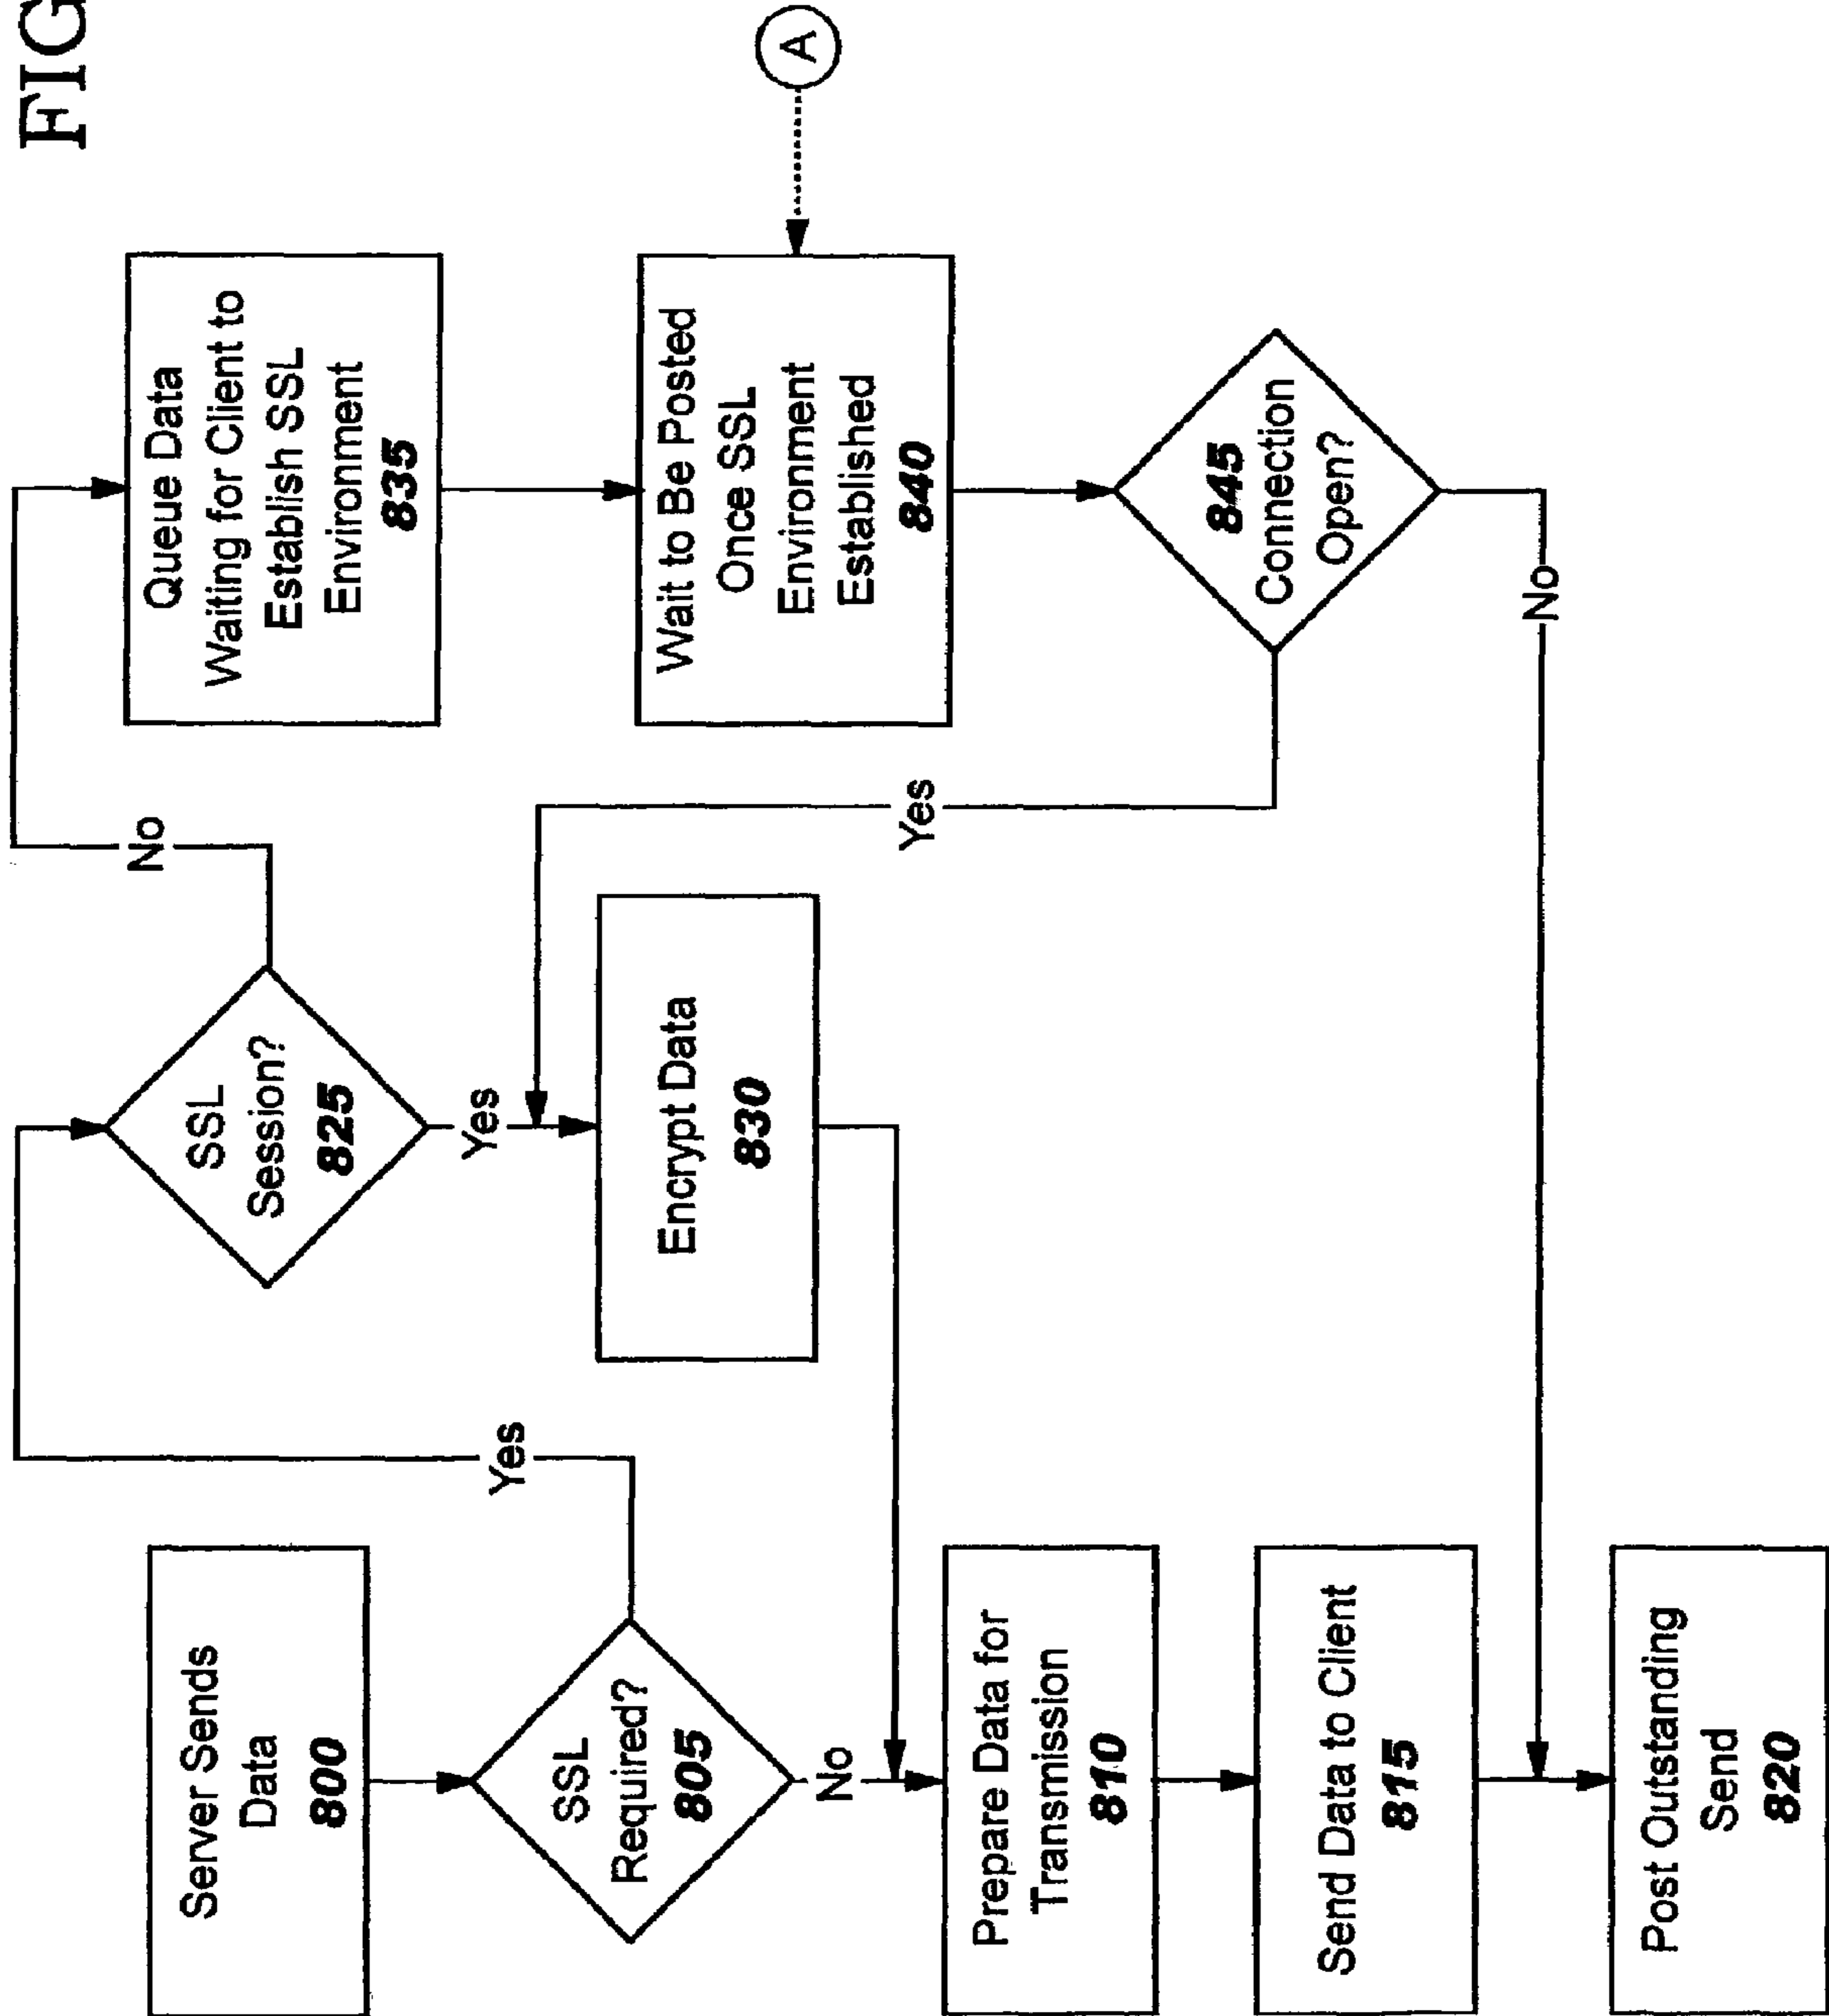 FIG
Server Sends
Data
800
SSL
Required?
805
Yes
No
Prepare Data for
Transmission
810
Send Data to Client
815
Post Outstanding
Send
820
SSL
Session?
825
No
Yes
Encrypt Data
830
Queue Data
Waiting for Client to
Establish SSL
Environment
835
Wait to Be Posted
Once SSL
Environment
Established
840
A
845
Connection
Open?
Yes
No